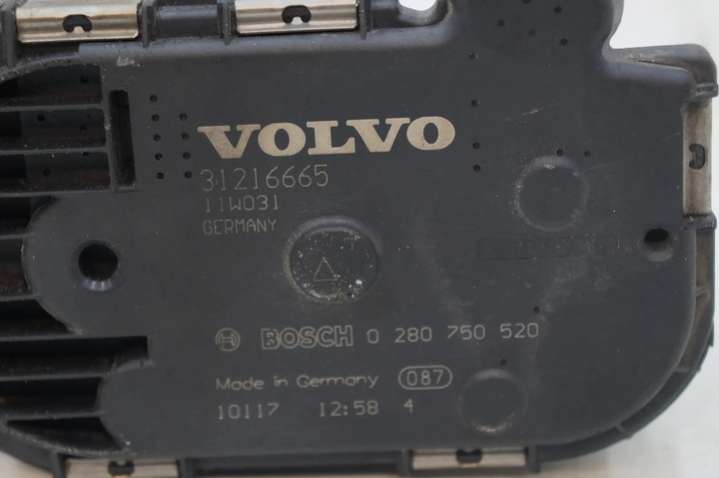 VOLVO
31216665
11W031
GERMANY
BOSCH 0 280 750 520
Made in Germany 087
10117 12:58 4